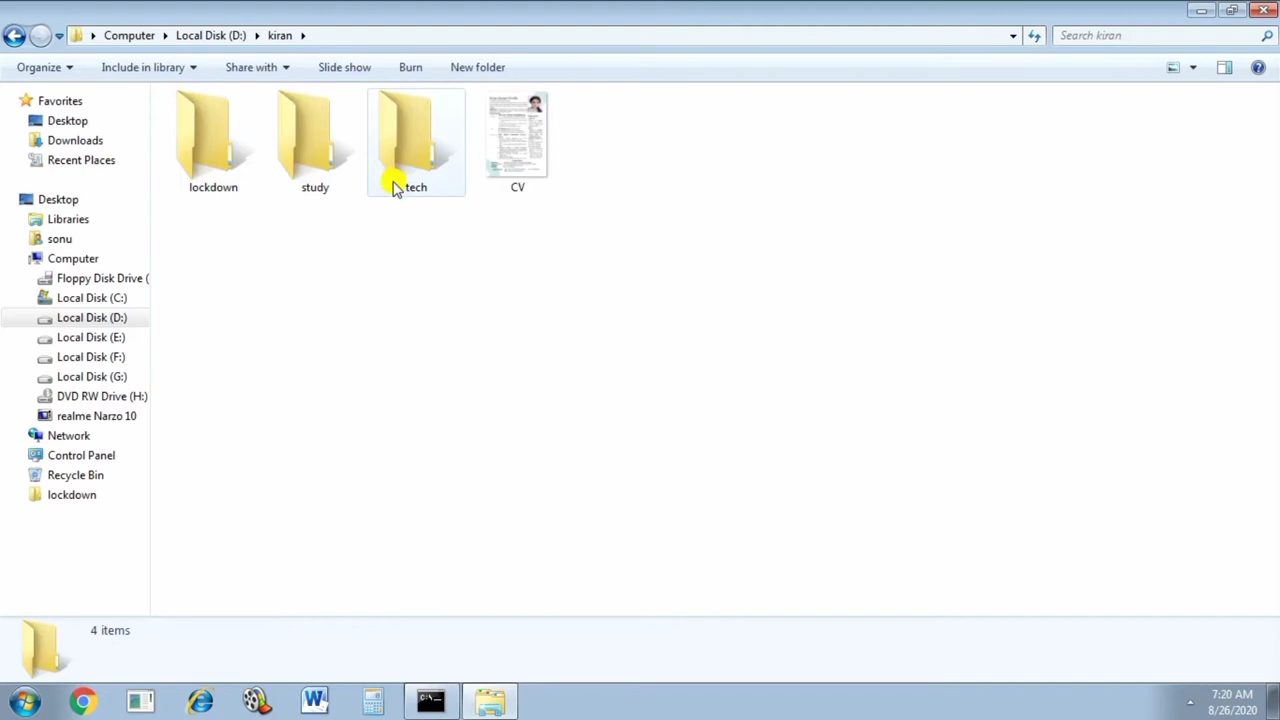 Computer Local Disk (D:) kiran
Search kiran
Organize Include in library Share with Slide show Burn New folder
Favorites
Desktop
Downloads
Recent Places
Desktop
Libraries
sonu
Computer
Floppy Disk Drive (
Local Disk (C:)
Local Disk (D:)
Local Disk (E:)
Local Disk (F:)
Local Disk (G:)
DVD RW Drive (H:)
realme Narzo 10
Network
Control Panel
Recycle Bin
lockdown
lockdown study tech CV
4 items
7:20 AM
8/26/2020